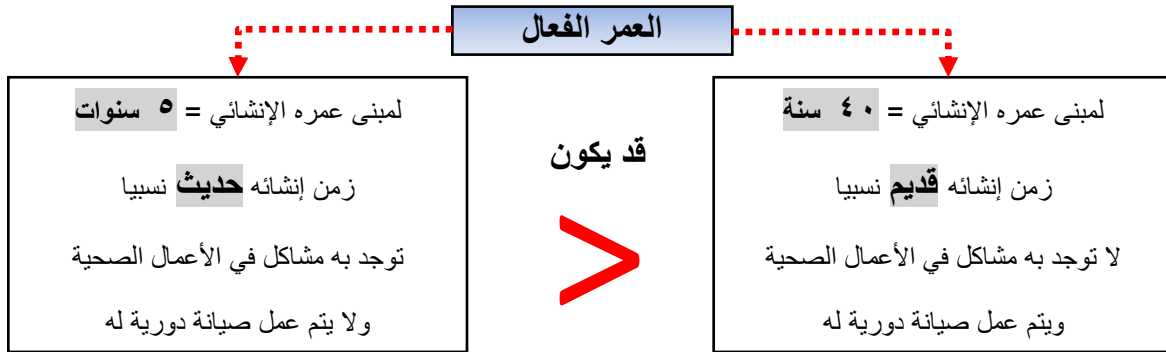 العمر الفعال
لمبنى عمره الإنشائي = ٤٠ سنة
زمن إنشائه قديم نسبيا
لا توجد به مشاكل في الأعمال الصحية
ويتم عمل صيانة دورية له
قد يكون
>
لمبنى عمره الإنشائي = ٥ سنوات
زمن إنشائه حديث نسبيا
توجد به مشاكل في الأعمال الصحية
ولا يتم عمل صيانة دورية له